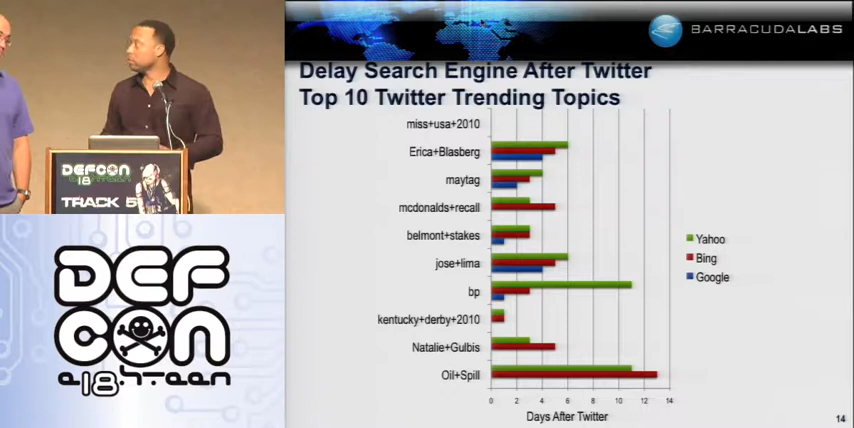 BARRACUDALABS
Delay Search Engine After Twitter
Top 10 Twitter Trending Topics
miss+usa+2010
Erica+Blasberg
maytag
mcdonalds+recall
belmont+stakes
jose+lima
bp
kentucky+derby+2010
Natalie+Gulbis
Oil+Spill
0 2 4 6 8 10 12 14
Days After Twitter
Yahoo
Bing
Google
14
DEFCON
18
TRACK 5
DEF
CON
e18.hteen